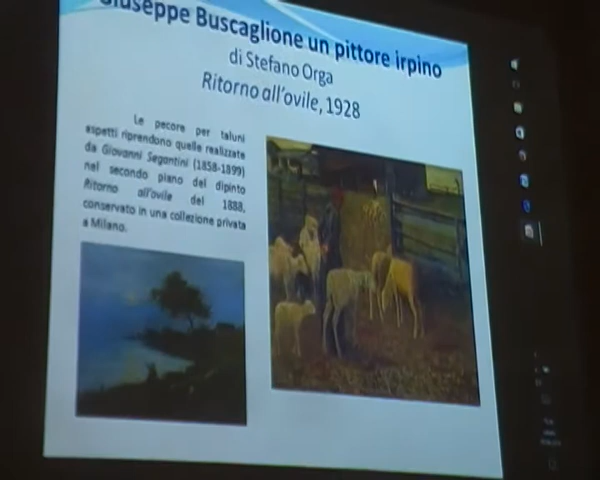 Giuseppe Buscaglione un pittore irpino
di Stefano Orga
Ritorno all'ovile, 1928
Le pecore per taluni
aspetti riprendono quelle realizzate
da Giovanni Segantini (1858-1899)
nel secondo piano del dipinto
Ritorno all'ovile del 1888,
conservato in una collezione privata
a Milano.